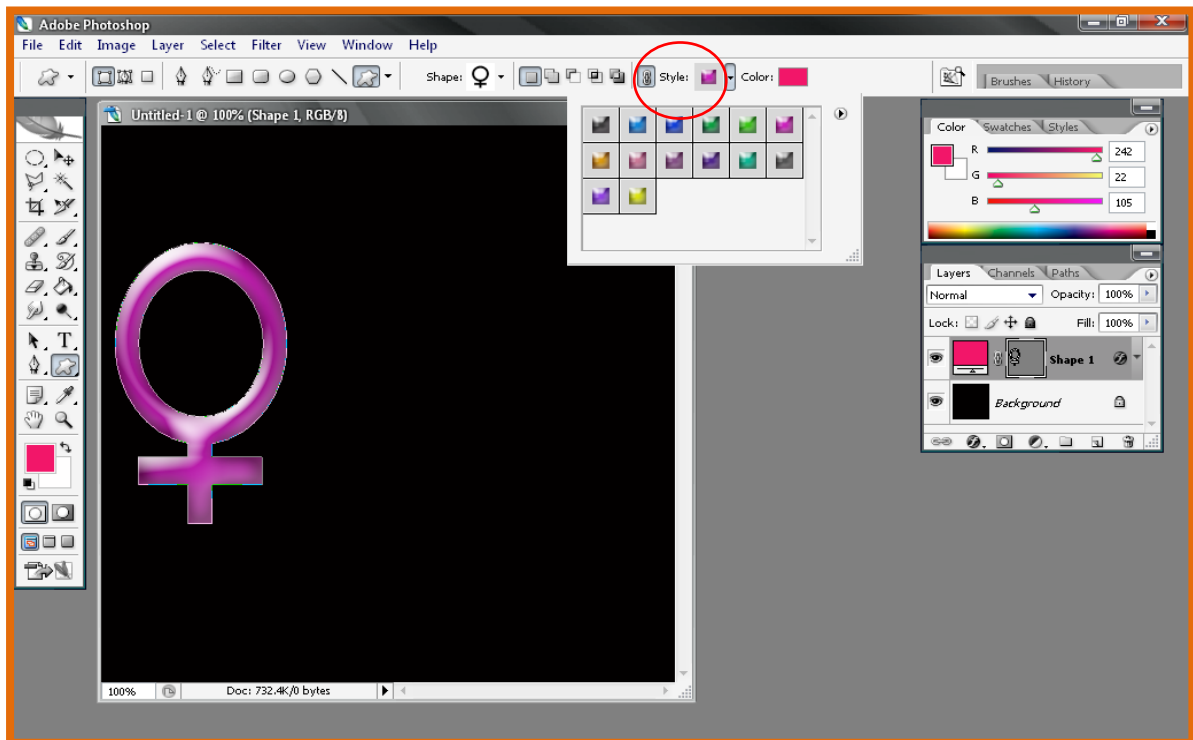 Adobe Photoshop
File Edit Image Layer Select Filter View Window Help
Shape: Style: Color:
Brushes History
Untitled-1 @ 100% (Shape 1, RGB/8)
Color Swatches Styles
R 242
G 22
B 105
Layers Channels Paths
Normal Opacity: 100%
Lock: Fill: 100%
Shape 1
Background
100% Doc: 732.4K/0 bytes